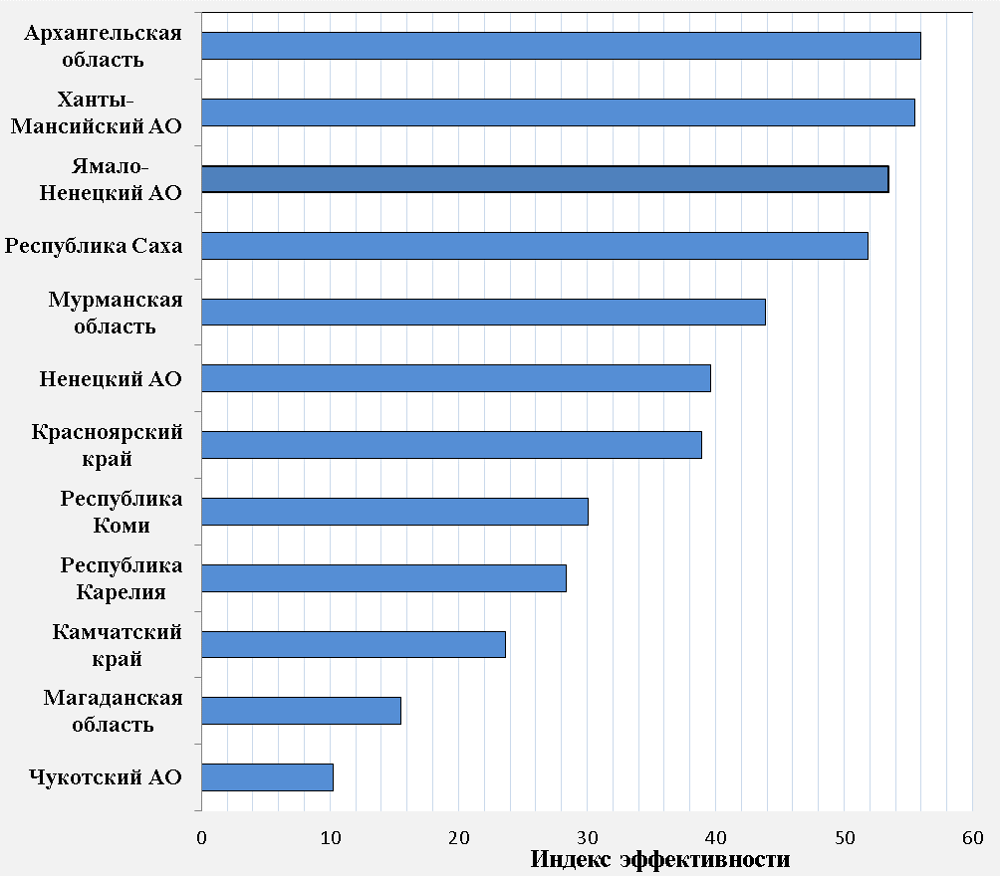 Архангельская
область
Ханты-
Мансийский АО
Ямало-
Ненецкий АО
Республика Саха
Мурманская
область
Ненецкий АО
Красноярский
край
Республика
Коми
Республика
Карелия
Камчатский
край
Магаданская
область
Чукотский АО
0 10 20 30 40 50 60
Индекс эффективности